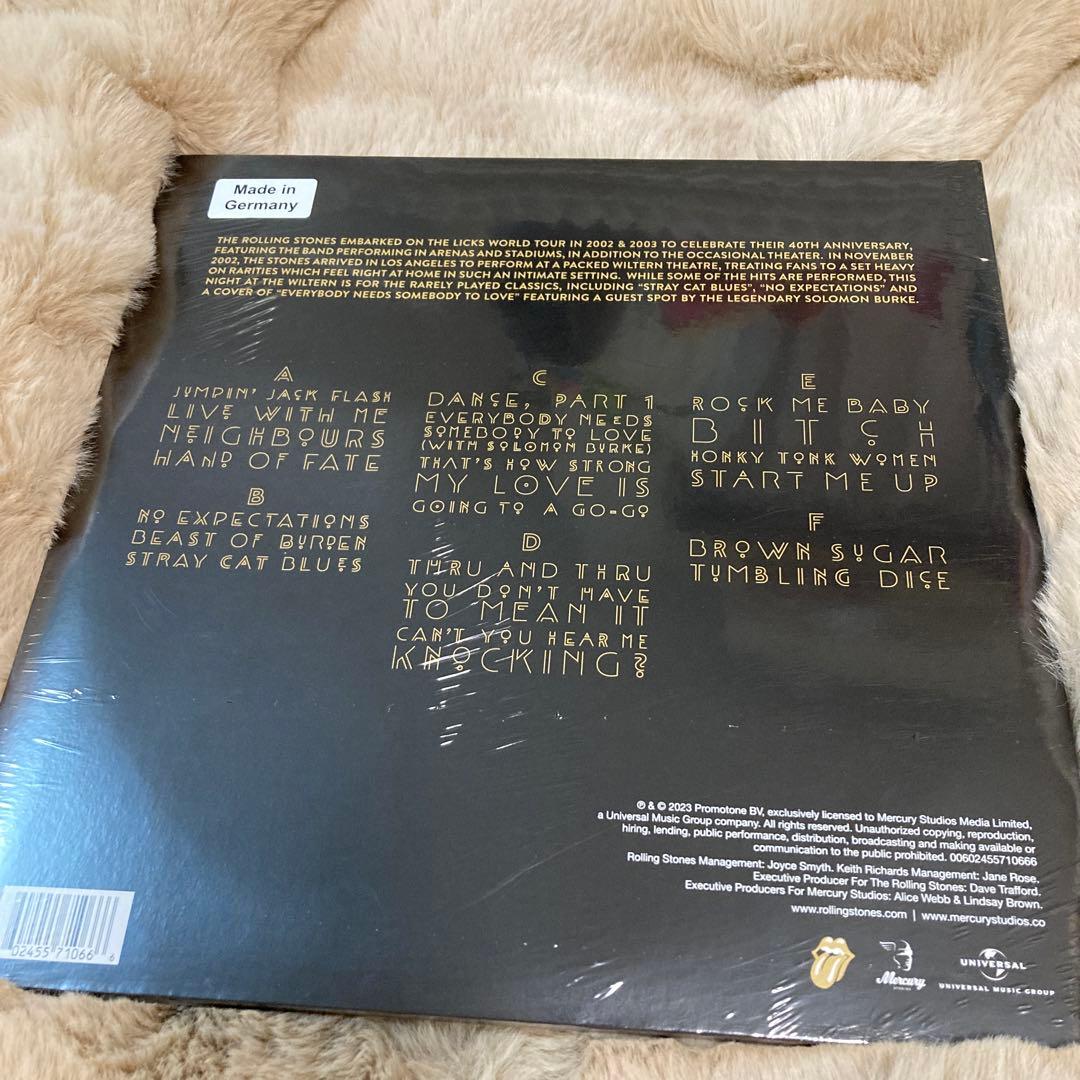 Made in
Germany
THE ROLLING STONES EMBARKED ON THE LICKS WORLD TOUR IN 2002 & 2003 TO CELEBRATE THEIR 40TH ANNIVERSARY,
FEATURING THE BAND PERFORMING IN ARENAS AND STADIUMS, IN ADDITION TO THE OCCASIONAL THEATER. IN NOVEMBER
2002, THE STONES ARRIVED IN LOS ANGELES TO PERFORM AT A PACKED WILTERN THEATRE, TREATING FANS TO A SET HEAVY
ON RARITIES WHICH FEEL RIGHT AT HOME IN SUCH AN INTIMATE SETTING. WHILE SOME OF THE HITS ARE PERFORMED, THIS
NIGHT AT THE WILTERN IS FOR THE RARELY PLAYED CLASSICS, INCLUDING "STRAY CAT BLUES", "NO EXPECTATIONS" AND
A COVER OF "EVERYBODY NEEDS SOMEBODY TO LOVE" FEATURING A GUEST SPOT BY THE LEGENDARY SOLOMON BURKE.
A
JUMPIN' JACK FLASH
LIVE WITH ME
NEIGHBOURS
HAND OF FATE
B
NO EXPECTATIONS
BEAST OF BURDEN
STRAY CAT BLUES
C
DANCE, PART 1
EVERYBODY NEEDS
SOMEBODY TO LOVE
(WITH SOLOMON BURKE)
THAT'S HOW STRONG
MY LOVE IS
GOING TO A GO-GO
D
THRU AND THRU
YOU DON'T HAVE
TO MEAN IT
CAN'T YOU HEAR ME
KNOCKING?
E
ROCK ME BABY
BITCH
HONKY TONK WOMEN
START ME UP
F
BROWN SUGAR
TUMBLING DICE
℗ & © 2023 Promotone BV, exclusively licensed to Mercury Studios Media Limited,
a Universal Music Group company. All rights reserved. Unauthorized copying, reproduction,
hiring, lending, public performance, distribution, broadcasting and making available or
communication to the public prohibited. 00602455710666
Rolling Stones Management: Joyce Smyth. Keith Richards Management: Jane Rose.
Executive Producer For The Rolling Stones: Dave Trafford.
Executive Producers For Mercury Studios: Alice Webb & Lindsay Brown.
www.rollingstones.com | www.mercurystudios.co
02455 71066 6
Mercury
STUDIOS
UNIVERSAL
UNIVERSAL MUSIC GROUP